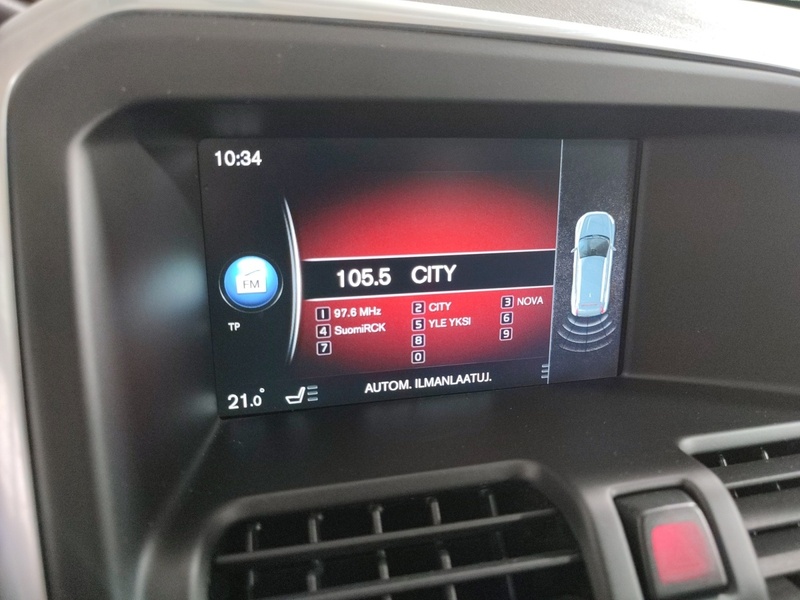 10:34
105.5 CITY
FM
1 97.6 MHz 2 CITY 3 NOVA
4 SuomiRCK 5 YLE YKSI 6
7 8 9
0
TP
21.0° AUTOM. ILMANLAATUJ.